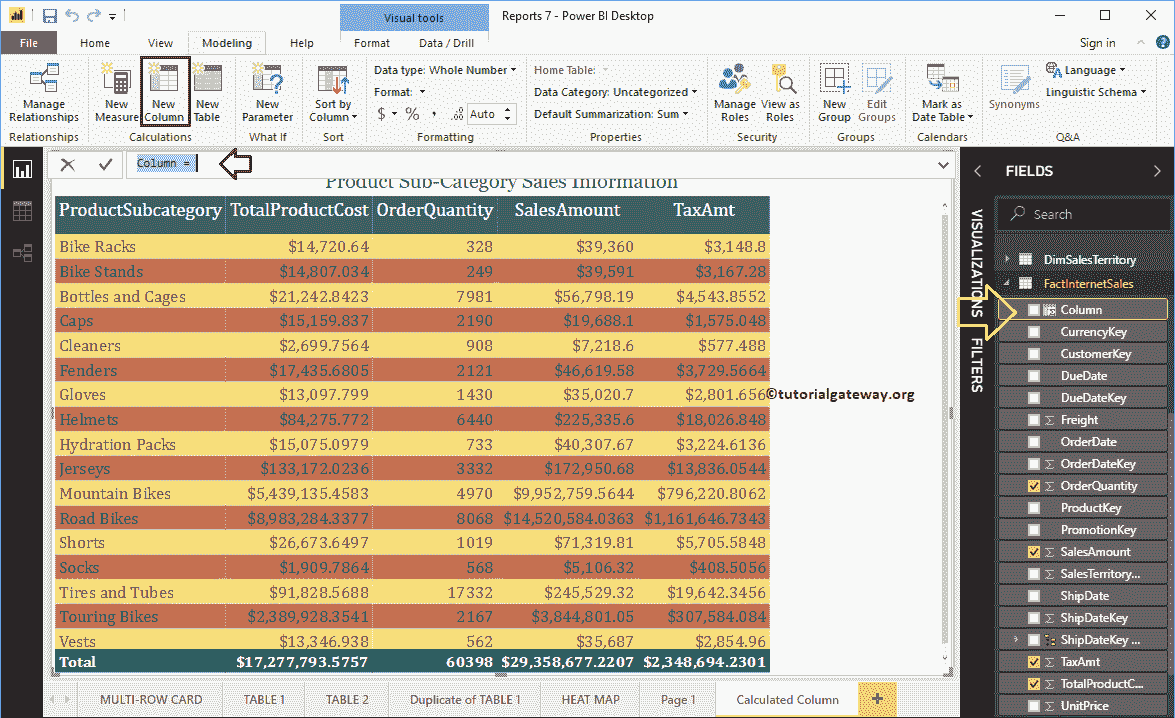 Visual tools
Reports 7 - Power BI Desktop
File Home View Modeling Help Format Data / Drill Sign in
Manage Relationships
New Measure
New Column
New Table
New Parameter
Sort by Column
Data type: Whole Number
Format:
$ % , .00 Auto
Home Table:
Data Category: Uncategorized
Default Summarization: Sum
Manage Roles
View as Roles
New Group
Edit Groups
Mark as Date Table
Synonyms
Language
Linguistic Schema
Relationships Calculations What If Sort Formatting Properties Security Groups Calendars Q&A
Column =
Product Sub-Category Sales Information
ProductSubcategory TotalProductCost OrderQuantity SalesAmount TaxAmt
Bike Racks $14,720.64 328 $39,360 $3,148.8
Bike Stands $14,807.034 249 $39,591 $3,167.28
Bottles and Cages $21,242.8423 7981 $56,798.19 $4,543.8552
Caps $15,159.837 2190 $19,688.1 $1,575.048
Cleaners $2,699.7564 908 $7,218.6 $577.488
Fenders $17,435.6805 2121 $46,619.58 $3,729.5664
Gloves $13,097.799 1430 $35,020.7 $2,801.656
Helmets $84,275.772 6440 $225,335.6 $18,026.848
Hydration Packs $15,075.0979 733 $40,307.67 $3,224.6136
Jerseys $133,172.0236 3332 $172,950.68 $13,836.0544
Mountain Bikes $5,439,135.4583 4970 $9,952,759.5644 $796,220.8062
Road Bikes $8,983,284.3377 8068 $14,520,584.0363 $1,161,646.7343
Shorts $26,673.6497 1019 $71,319.81 $5,705.5848
Socks $1,909.7864 568 $5,106.32 $408.5056
Tires and Tubes $91,828.5688 17332 $245,529.32 $19,642.3456
Touring Bikes $2,389,928.3541 2167 $3,844,801.05 $307,584.084
Vests $13,346.938 562 $35,687 $2,854.96
Total $17,277,793.5757 60398 $29,358,677.2207 $2,348,694.2301
©tutorialgateway.org
VISUALIZATIONS
FILTERS
FIELDS
Search
DimSalesTerritory
FactInternetSales
Column
CurrencyKey
CustomerKey
DueDate
DueDateKey
Σ Freight
OrderDate
Σ OrderDateKey
Σ OrderQuantity
ProductKey
PromotionKey
Σ SalesAmount
Σ SalesTerritory...
ShipDate
Σ ShipDateKey
ShipDateKey ...
Σ TaxAmt
Σ TotalProductC...
Σ UnitPrice
MULTI-ROW CARD TABLE 1 TABLE 2 Duplicate of TABLE 1 HEAT MAP Page 1 Calculated Column +